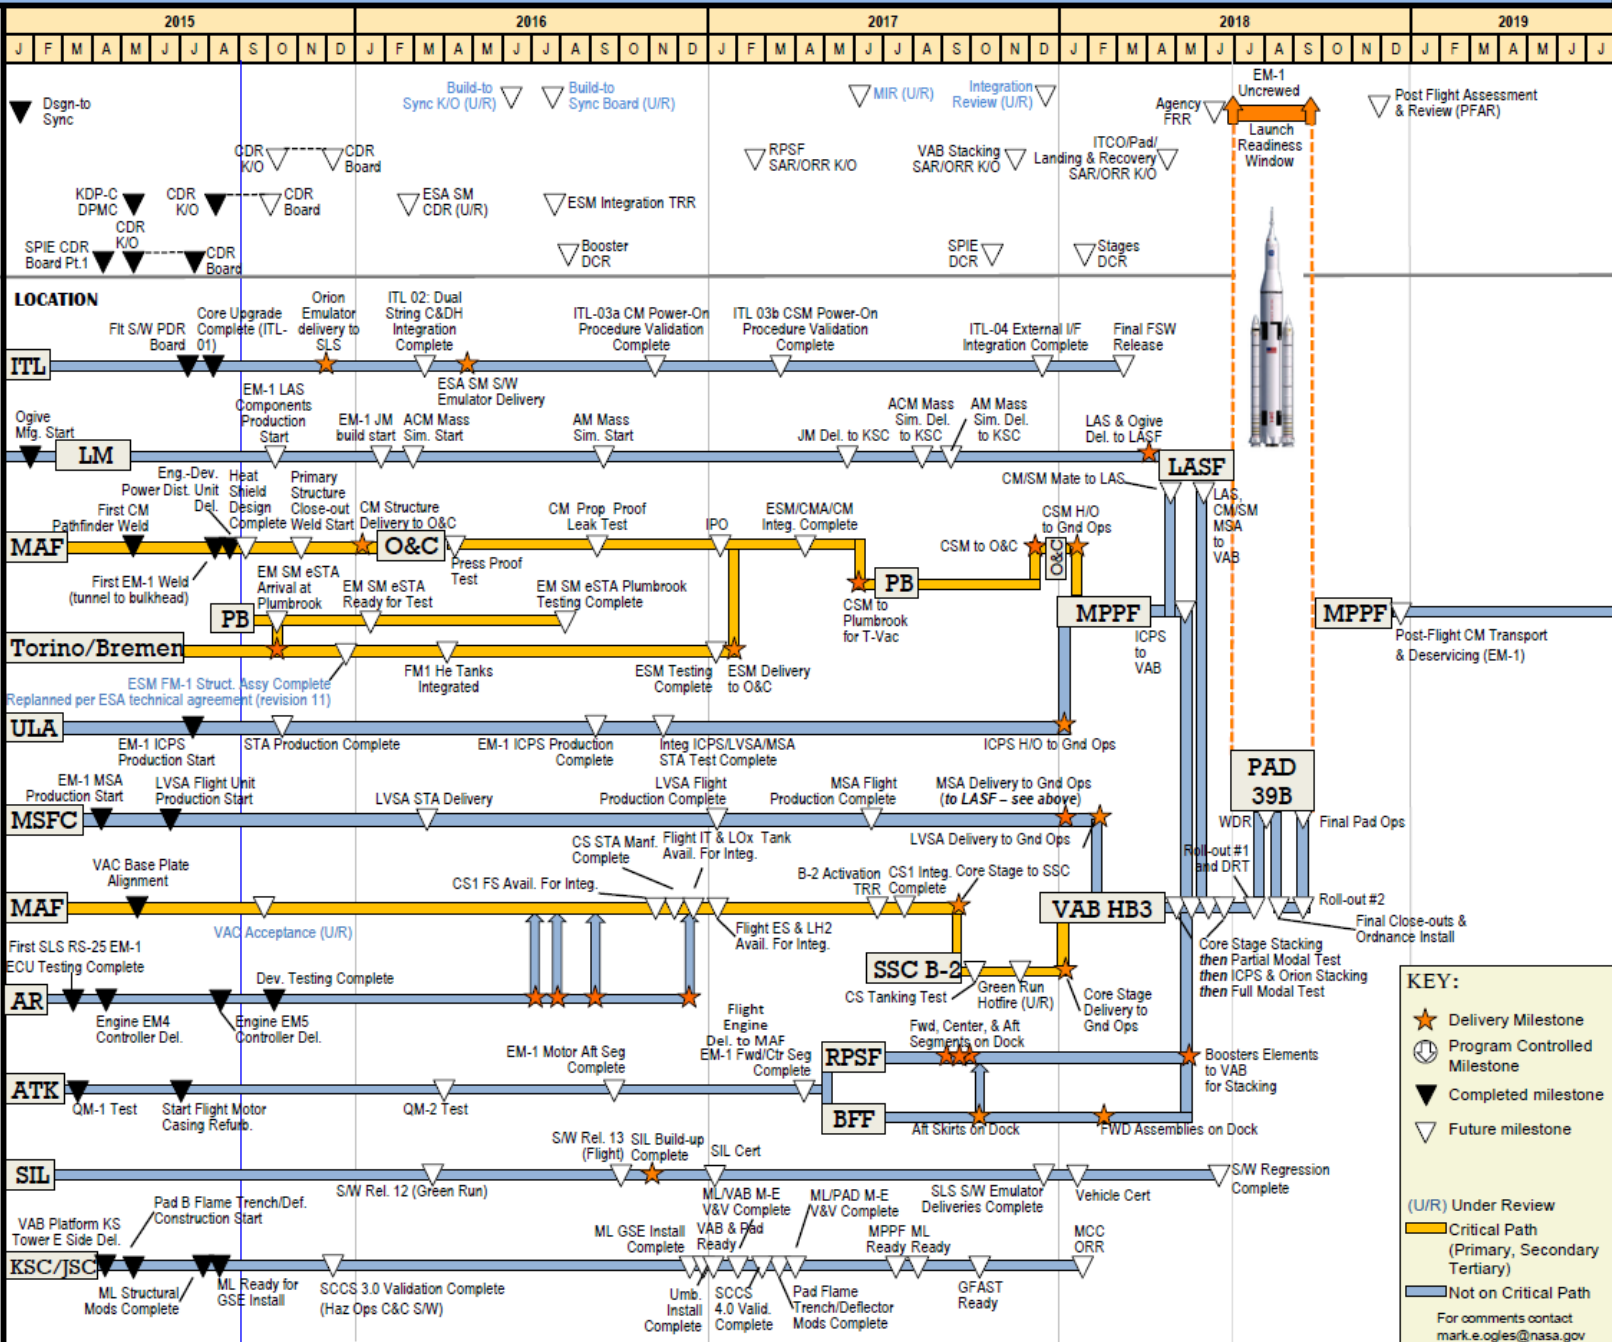 2015
2016
2017
2018
2019
J F M A M J J A S O N D J F M A M J J A S O N D J F M A M J J A S O N D J F M A M J J A S O N D J F M A M J J
Dsgn-to
Sync
Build-to
Sync K/O (U/R)
Build-to
Sync Board (U/R)
MIR (U/R)
Integration
Review (U/R)
Agency
FRR
EM-1
Uncrewed
Launch
Readiness
Window
Post Flight Assessment
& Review (PFAR)
CDR
K/O
CDR
Board
RPSF
SAR/ORR K/O
VAB Stacking
SAR/ORR K/O
ITCO/Pad/
Landing & Recovery
SAR/ORR K/O
KDP-C
DPMC
CDR
K/O
CDR
Board
ESA SM
CDR (U/R)
ESM Integration TRR
SPIE CDR
Board Pt.1
CDR
K/O
CDR
Board
Booster
DCR
SPIE
DCR
Stages
DCR
LOCATION
ITL
Flt S/W PDR
Board
Core Upgrade
Complete (ITL-
01)
Orion
Emulator
delivery to
SLS
ITL 02: Dual
String C&DH
Integration
Complete
ESA SM S/W
Emulator Delivery
ITL-03a CM Power-On
Procedure Validation
Complete
ITL 03b CSM Power-On
Procedure Validation
Complete
ITL-04 External I/F
Integration Complete
Final FSW
Release
Ogive
Mfg. Start
LM
EM-1 LAS
Components
Production
Start
EM-1 JM
build start
ACM Mass
Sim. Start
AM Mass
Sim. Start
JM Del. to KSC
ACM Mass
Sim. Del.
to KSC
AM Mass
Sim. Del.
to KSC
LAS & Ogive
Del. to LASF
LASF
CM/SM Mate to LAS
LAS,
CM/SM
MSA
to
VAB
MAF
First CM
Pathfinder Weld
Eng.-Dev.
Power Dist. Unit
Del.
Heat
Shield
Design
Complete
Primary
Structure
Close-out
Weld Start
CM Structure
Delivery to O&C
O&C
Press Proof
Test
CM Prop Proof
Leak Test
IPO
ESM/CMA/CM
Integ. Complete
CSM to O&C
CSM H/O
to Gnd Ops
O&C
First EM-1 Weld
(tunnel to bulkhead)
PB
CSM to
Plumbrook
for T-Vac
PB
EM SM eSTA
Arrival at
Plumbrook
EM SM eSTA
Ready for Test
EM SM eSTA Plumbrook
Testing Complete
MPPF
ICPS
to
VAB
MPPF
Post-Flight CM Transport
& Deservicing (EM-1)
Torino/Bremen
ESM FM-1 Struct. Assy Complete
Replanned per ESA technical agreement (revision 11)
FM1 He Tanks
Integrated
ESM Testing
Complete
ESM Delivery
to O&C
ULA
EM-1 ICPS
Production Start
STA Production Complete
EM-1 ICPS Production
Complete
Integ ICPS/LVSA/MSA
STA Test Complete
ICPS H/O to Gnd Ops
MSFC
EM-1 MSA
Production Start
LVSA Flight Unit
Production Start
LVSA STA Delivery
LVSA Flight
Production Complete
MSA Flight
Production Complete
MSA Delivery to Gnd Ops
(to LASF – see above)
LVSA Delivery to Gnd Ops
PAD
39B
WDR
Final Pad Ops
Roll-out #1
and DRT
Roll-out #2
Final Close-outs &
Ordnance Install
MAF
VAC Base Plate
Alignment
VAC Acceptance (U/R)
CS1 FS Avail. For Integ.
CS STA Manf.
Complete
Flight IT & LOx Tank
Avail. For Integ.
Flight ES & LH2
Avail. For Integ.
B-2 Activation
TRR
CS1 Integ.
Complete
Core Stage to SSC
VAB HB3
Core Stage Stacking
then Partial Modal Test
then ICPS & Orion Stacking
then Full Modal Test
SSC B-2
CS Tanking Test
Green Run
Hotfire (U/R)
Core Stage
Delivery to
Gnd Ops
First SLS RS-25 EM-1
ECU Testing Complete
AR
Engine EM4
Controller Del.
Dev. Testing Complete
Engine EM5
Controller Del.
Flight
Engine
Del. to MAF
ATK
QM-1 Test
Start Flight Motor
Casing Refurb.
QM-2 Test
EM-1 Motor Aft Seg
Complete
EM-1 Fwd/Ctr Seg
Complete
RPSF
Fwd, Center, & Aft
Segments on Dock
Boosters Elements
to VAB
for Stacking
BFF
Aft Skirts on Dock
FWD Assemblies on Dock
SIL
S/W Rel. 12 (Green Run)
S/W Rel. 13
(Flight)
SIL Build-up
Complete
SIL Cert
SLS S/W Emulator
Deliveries Complete
Vehicle Cert
S/W Regression
Complete
KSC/JSC
VAB Platform KS
Tower E Side Del.
Pad B Flame Trench/Def.
Construction Start
ML Structural
Mods Complete
ML Ready for
GSE Install
SCCS 3.0 Validation Complete
(Haz Ops C&C S/W)
ML GSE Install
Complete
Umb.
Install
Complete
VAB & Pad
Ready
ML/VAB M-E
V&V Complete
SCCS
4.0 Valid.
Complete
ML/PAD M-E
V&V Complete
Pad Flame
Trench/Deflector
Mods Complete
MPPF
Ready
ML
Ready
GFAST
Ready
MCC
ORR
KEY:
Delivery Milestone
Program Controlled
Milestone
Completed milestone
Future milestone
(U/R) Under Review
Critical Path
(Primary, Secondary
Tertiary)
Not on Critical Path
For comments contact
mark.e.ogles@nasa.gov